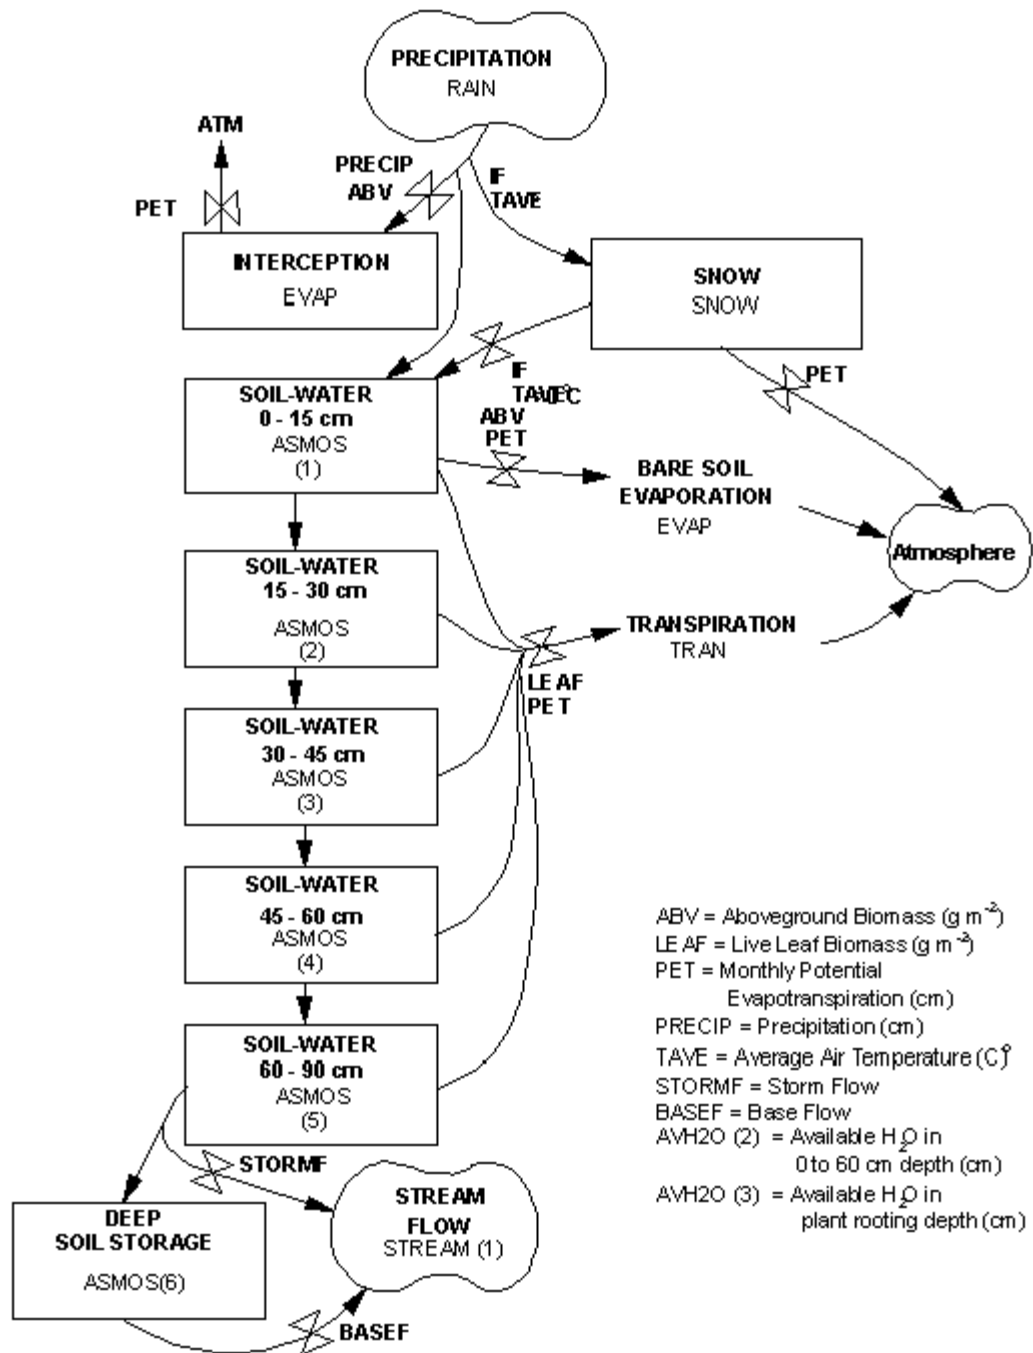 PRECIPITATION
RAIN
ATM
PRECIP
ABV
IF
TAVE
PET
INTERCEPTION
EVAP
SNOW
SNOW
IF
PET
SOIL-WATER
0 - 15 cm
ASMOS
(1)
ABV
PET
BARE SOIL
EVAPORATION
EVAP
Atmosphere
SOIL-WATER
15 - 30 cm
ASMOS
(2)
TRANSPIRATION
TRAN
LEAF
PET
SOIL-WATER
30 - 45 cm
ASMOS
(3)
SOIL-WATER
45 - 60 cm
ASMOS
(4)
SOIL-WATER
60 - 90 cm
ASMOS
(5)
STORMF
DEEP
SOIL STORAGE
ASMOS(6)
STREAM
FLOW
STREAM (1)
BASEF
ABV = Aboveground Biomass (g m⁻²)
LEAF = Live Leaf Biomass (g m⁻²)
PET = Monthly Potential
Evapotranspiration (cm)
PRECIP = Precipitation (cm)
TAVE = Average Air Temperature (C)°
STORMF = Storm Flow
BASEF = Base Flow
AVH2O (2) = Available H₂O in
0 to 60 cm depth (cm)
AVH2O (3) = Available H₂O in
plant rooting depth (cm)